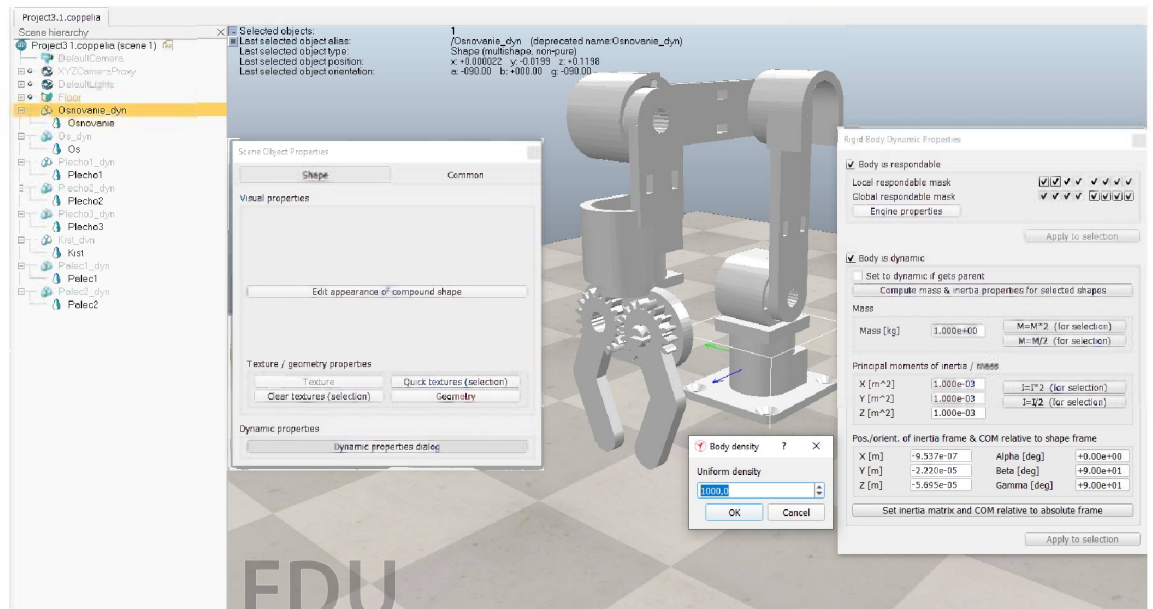 Project3.1.coppelia
Scene hierarchy
Project3.1.coppelia (scene 1)
DefaultCamera
XYZCameraProxy
DefaultLights
Floor
Osnovanie_dyn
Osnovanie
Os_dyn
Os
Plecho1_dyn
Plecho1
Plecho2_dyn
Plecho2
Plecho3_dyn
Plecho3
Kist_dyn
Kist
Palec1_dyn
Palec1
Palec2_dyn
Palec2
Selected objects: 1
Last selected object alias: /Osnovanie_dyn (deprecated name:Osnovanie_dyn)
Last selected object type: Shape (multishape, non-pure)
Last selected object position: x: +0.000022 y: -0.0199 z: +0.1198
Last selected object orientation: a: -090.00 b: +000.00 g: -090.00
Scene Object Properties
Shape Common
Visual properties
Edit appearance of compound shape
Texture / geometry properties
Texture Quick textures (selection)
Clear textures (selection) Geometry
Dynamic properties
Dynamic properties dialog
Body density ? X
Uniform density
1000,0
OK Cancel
Rigid Body Dynamic Properties
Body is respondable
Local respondable mask
Global respondable mask
Engine properties
Apply to selection
Body is dynamic
Set to dynamic if gets parent
Compute mass & inertia properties for selected shapes
Mass
Mass [kg] 1.000e+00 M=M*2 (for selection)
M=M/2 (for selection)
Principal moments of inertia / mass
X [m^2] 1.000e-03 I=I*2 (for selection)
Y [m^2] 1.000e-03 I=I/2 (for selection)
Z [m^2] 1.000e-03
Pos./orient. of inertia frame & COM relative to shape frame
X [m] -9.537e-07 Alpha [deg] +0.00e+00
Y [m] -2.220e-05 Beta [deg] +9.00e+01
Z [m] -5.695e-05 Gamma [deg] +9.00e+01
Set inertia matrix and COM relative to absolute frame
Apply to selection
EDU